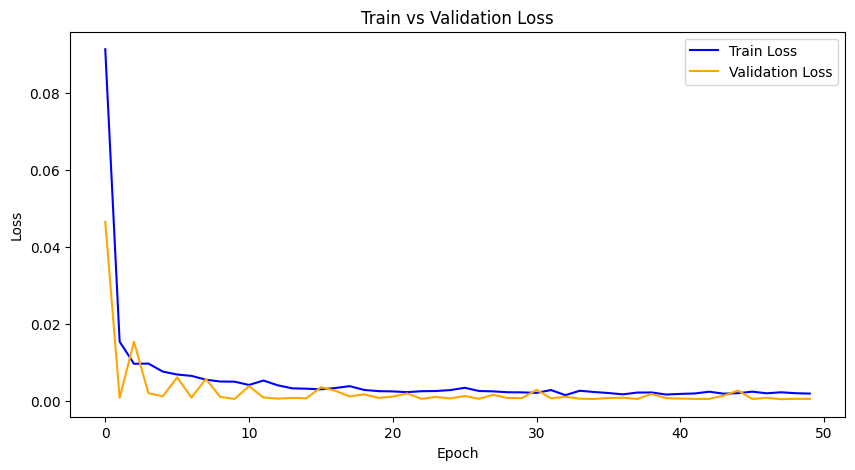 Train vs Validation Loss
Train Loss
Validation Loss
0.08
0.06
0.04
0.02
0.00
Loss
0 10 20 30 40 50
Epoch